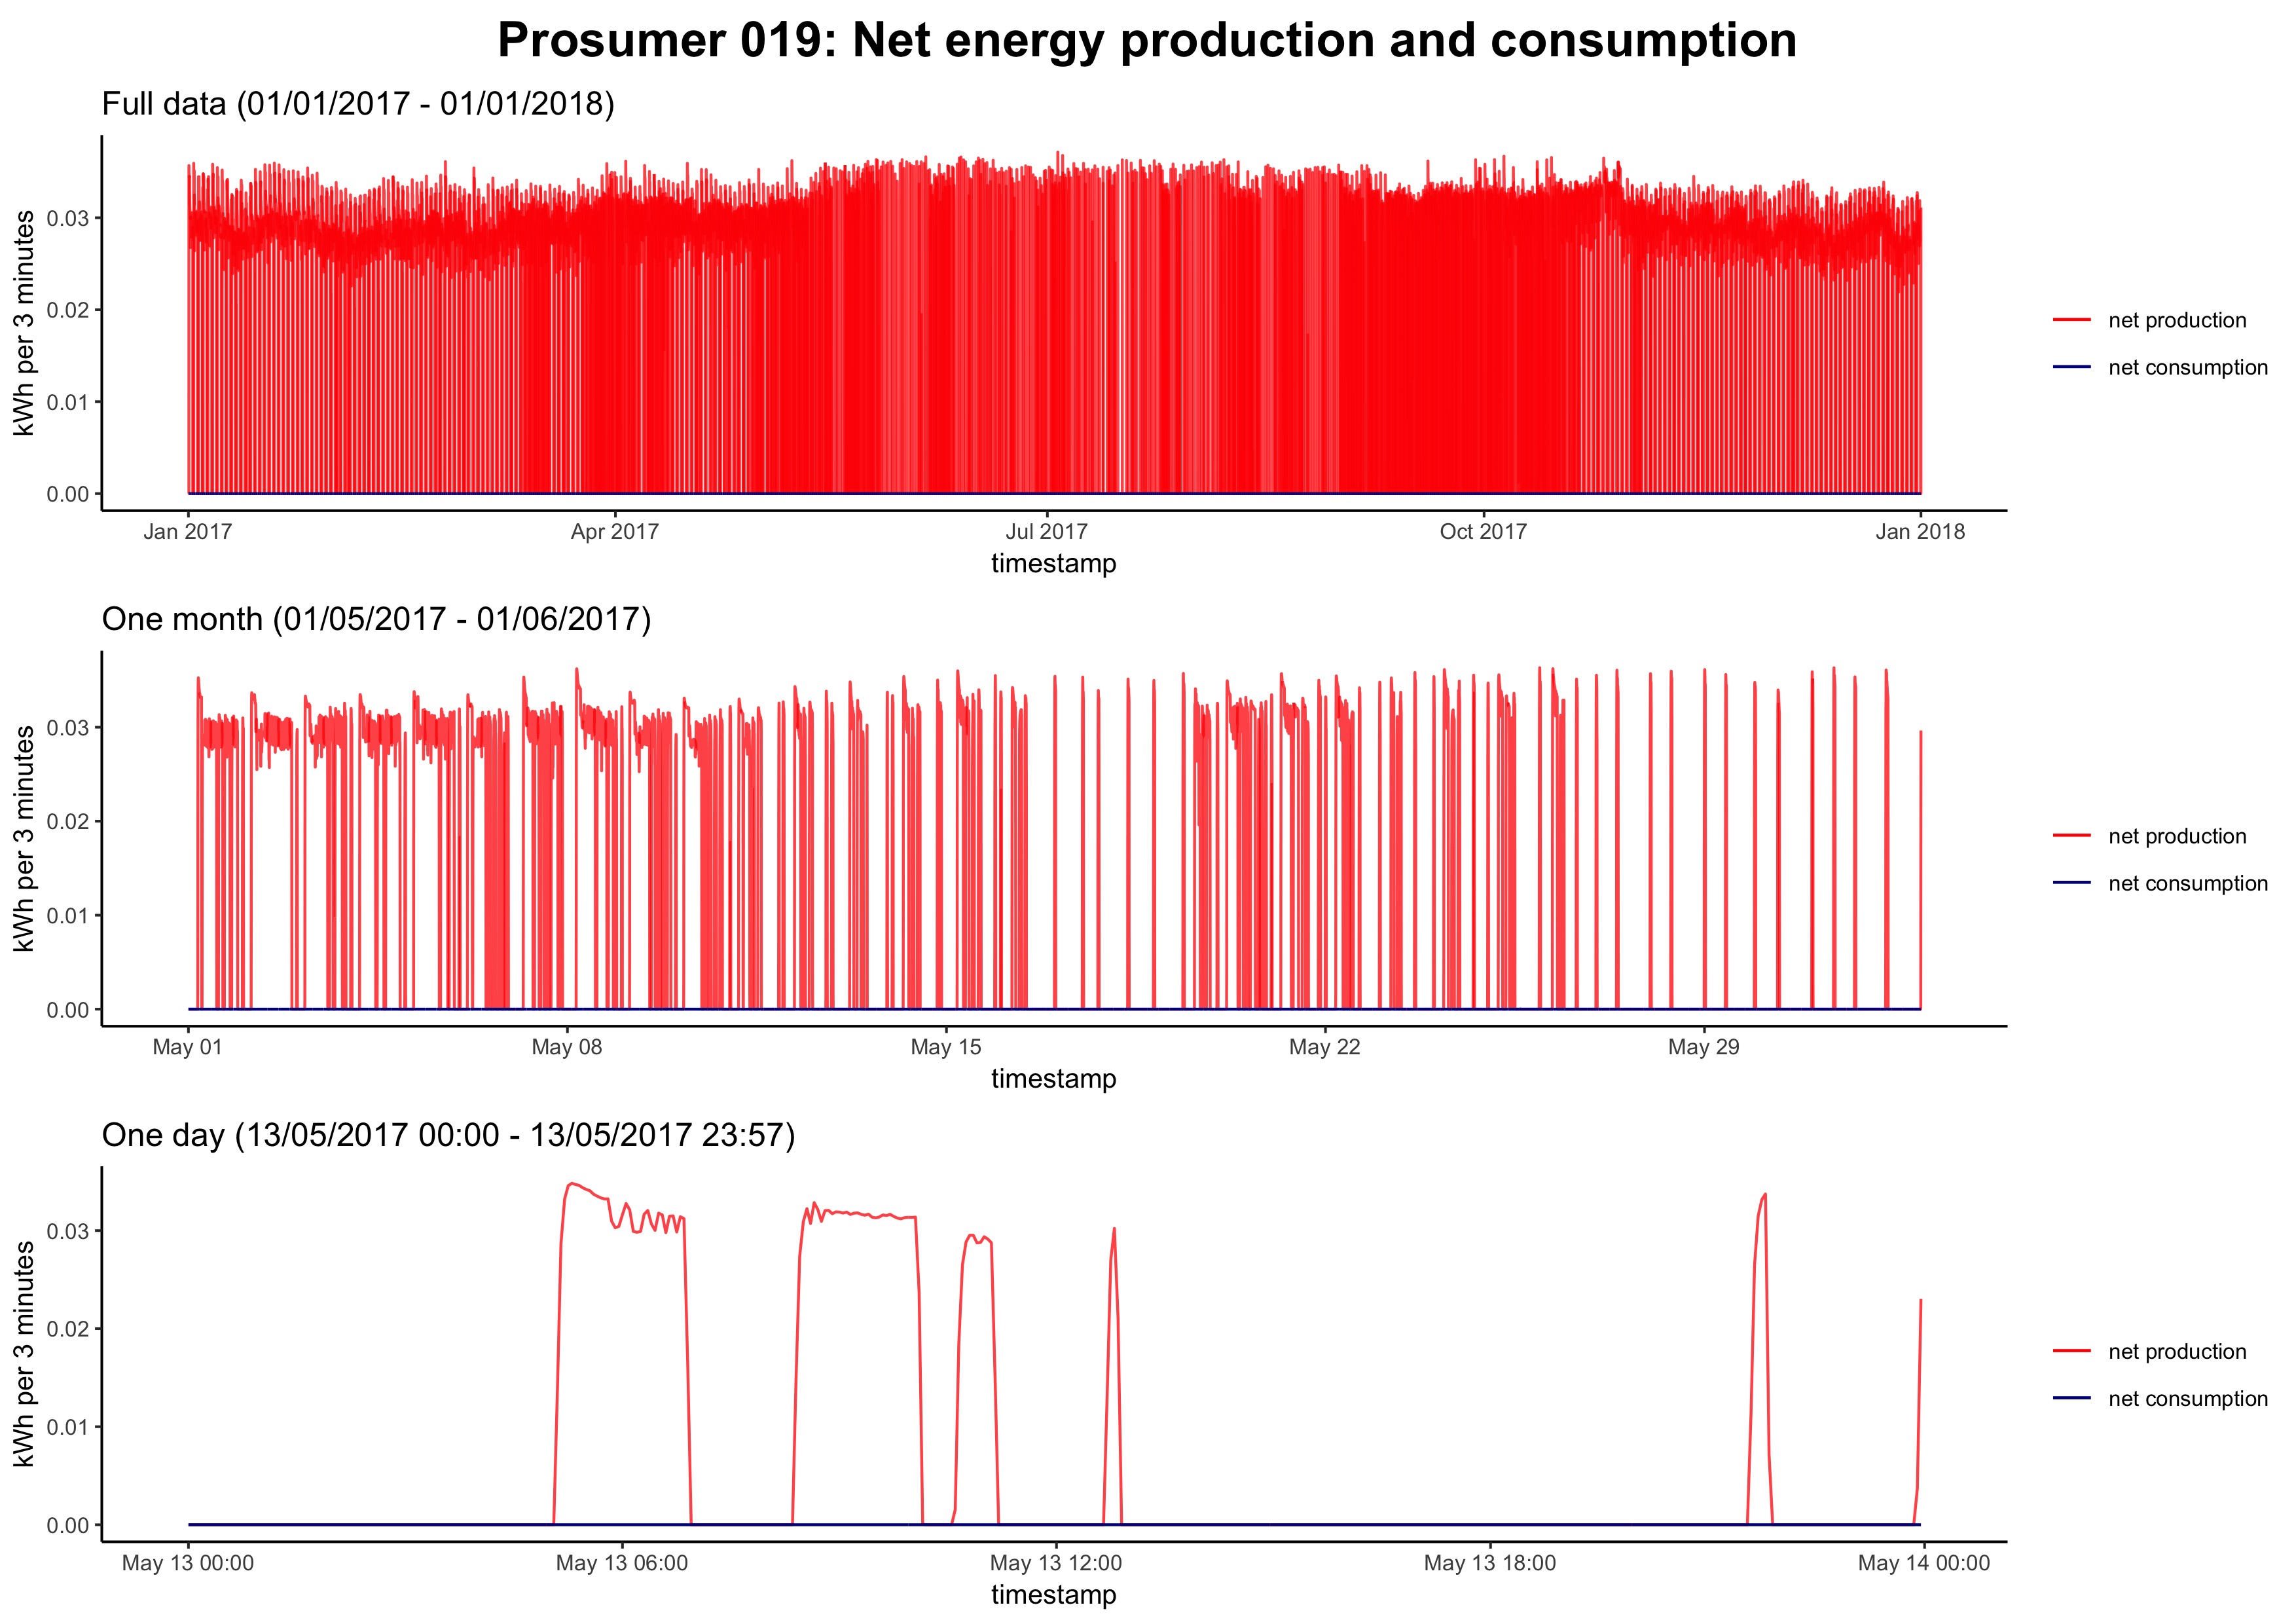 Prosumer 019: Net energy production and consumption
Full data (01/01/2017 - 01/01/2018)
kWh per 3 minutes
0.03
0.02
0.01
0.00
Jan 2017 Apr 2017 Jul 2017 Oct 2017 Jan 2018
timestamp
net production
net consumption
One month (01/05/2017 - 01/06/2017)
kWh per 3 minutes
0.03
0.02
0.01
0.00
May 01 May 08 May 15 May 22 May 29
timestamp
net production
net consumption
One day (13/05/2017 00:00 - 13/05/2017 23:57)
kWh per 3 minutes
0.03
0.02
0.01
0.00
May 13 00:00 May 13 06:00 May 13 12:00 May 13 18:00 May 14 00:00
timestamp
net production
net consumption